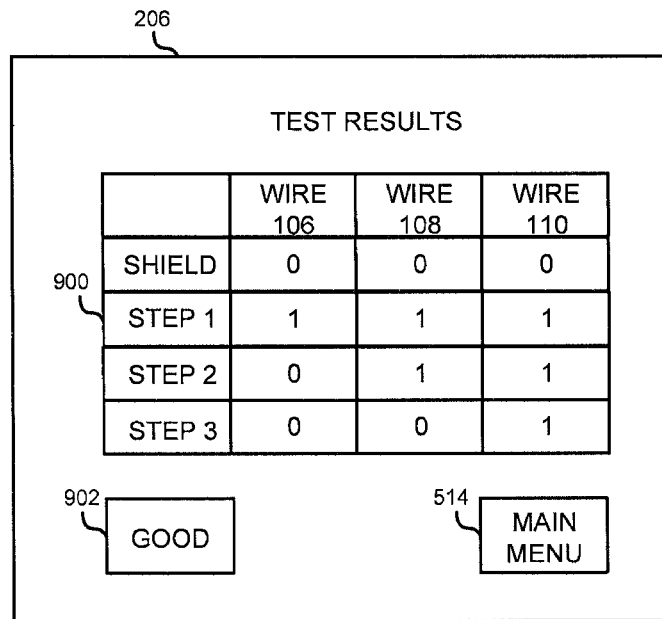 206
TEST RESULTS
WIRE 106 WIRE 108 WIRE 110
SHIELD 0 0 0
900
STEP 1 1 1 1
STEP 2 0 1 1
STEP 3 0 0 1
902
GOOD
514
MAIN
MENU